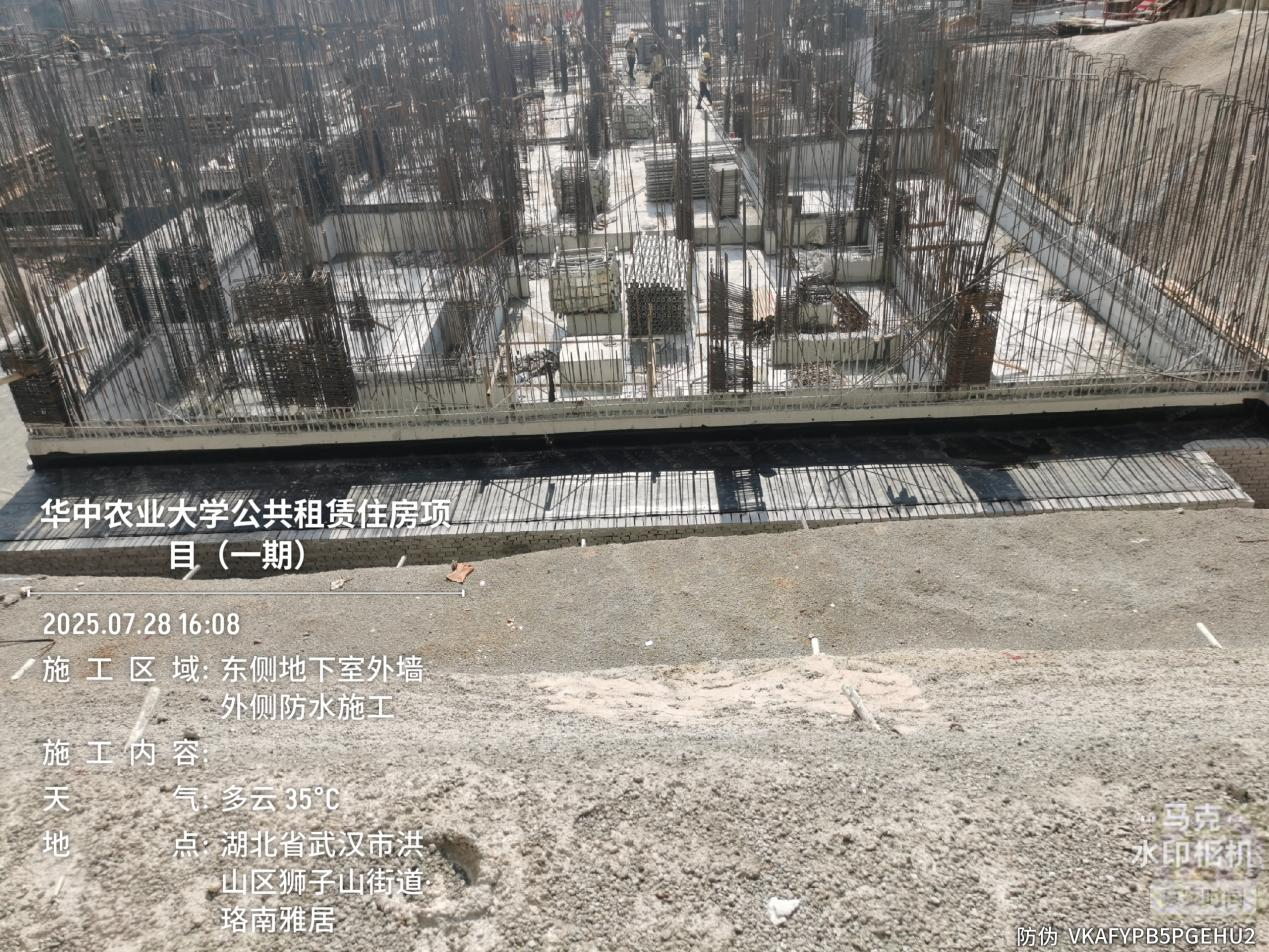 华中农业大学公共租赁住房项
目（一期）
2025.07.28 16:08
施工区域: 东侧地下室外墙
外侧防水施工
施工内容:
天气: 多云 35°C
地点: 湖北省武汉市洪
山区狮子山街道
珞南雅居
马克
水印相机
防伪 VKAFYPB5PGEHU2